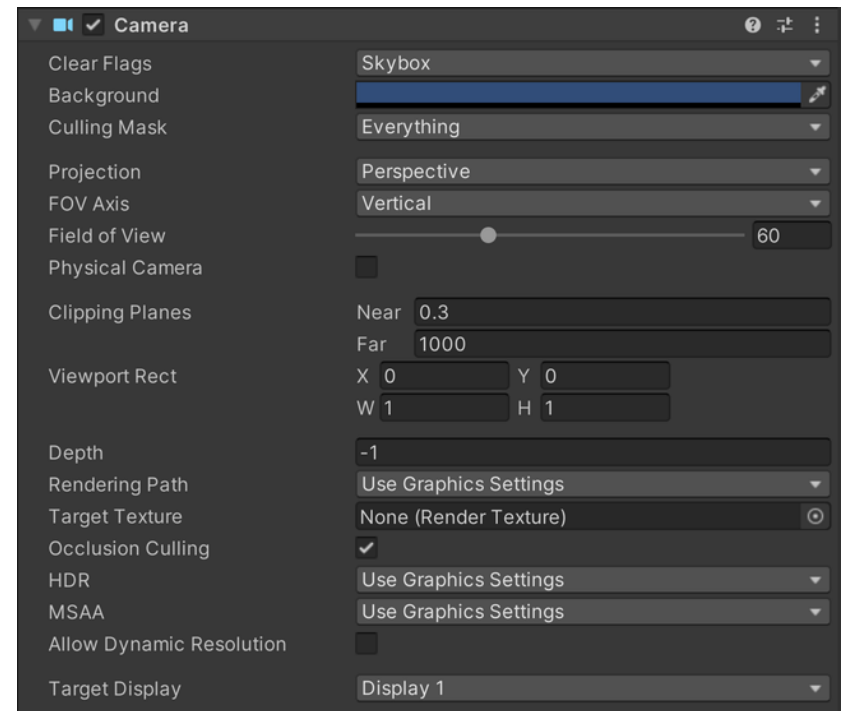 Camera
Clear Flags Skybox
Background
Culling Mask Everything
Projection Perspective
FOV Axis Vertical
Field of View 60
Physical Camera
Clipping Planes Near 0.3
Far 1000
Viewport Rect X 0 Y 0
W 1 H 1
Depth -1
Rendering Path Use Graphics Settings
Target Texture None (Render Texture)
Occlusion Culling
HDR Use Graphics Settings
MSAA Use Graphics Settings
Allow Dynamic Resolution
Target Display Display 1